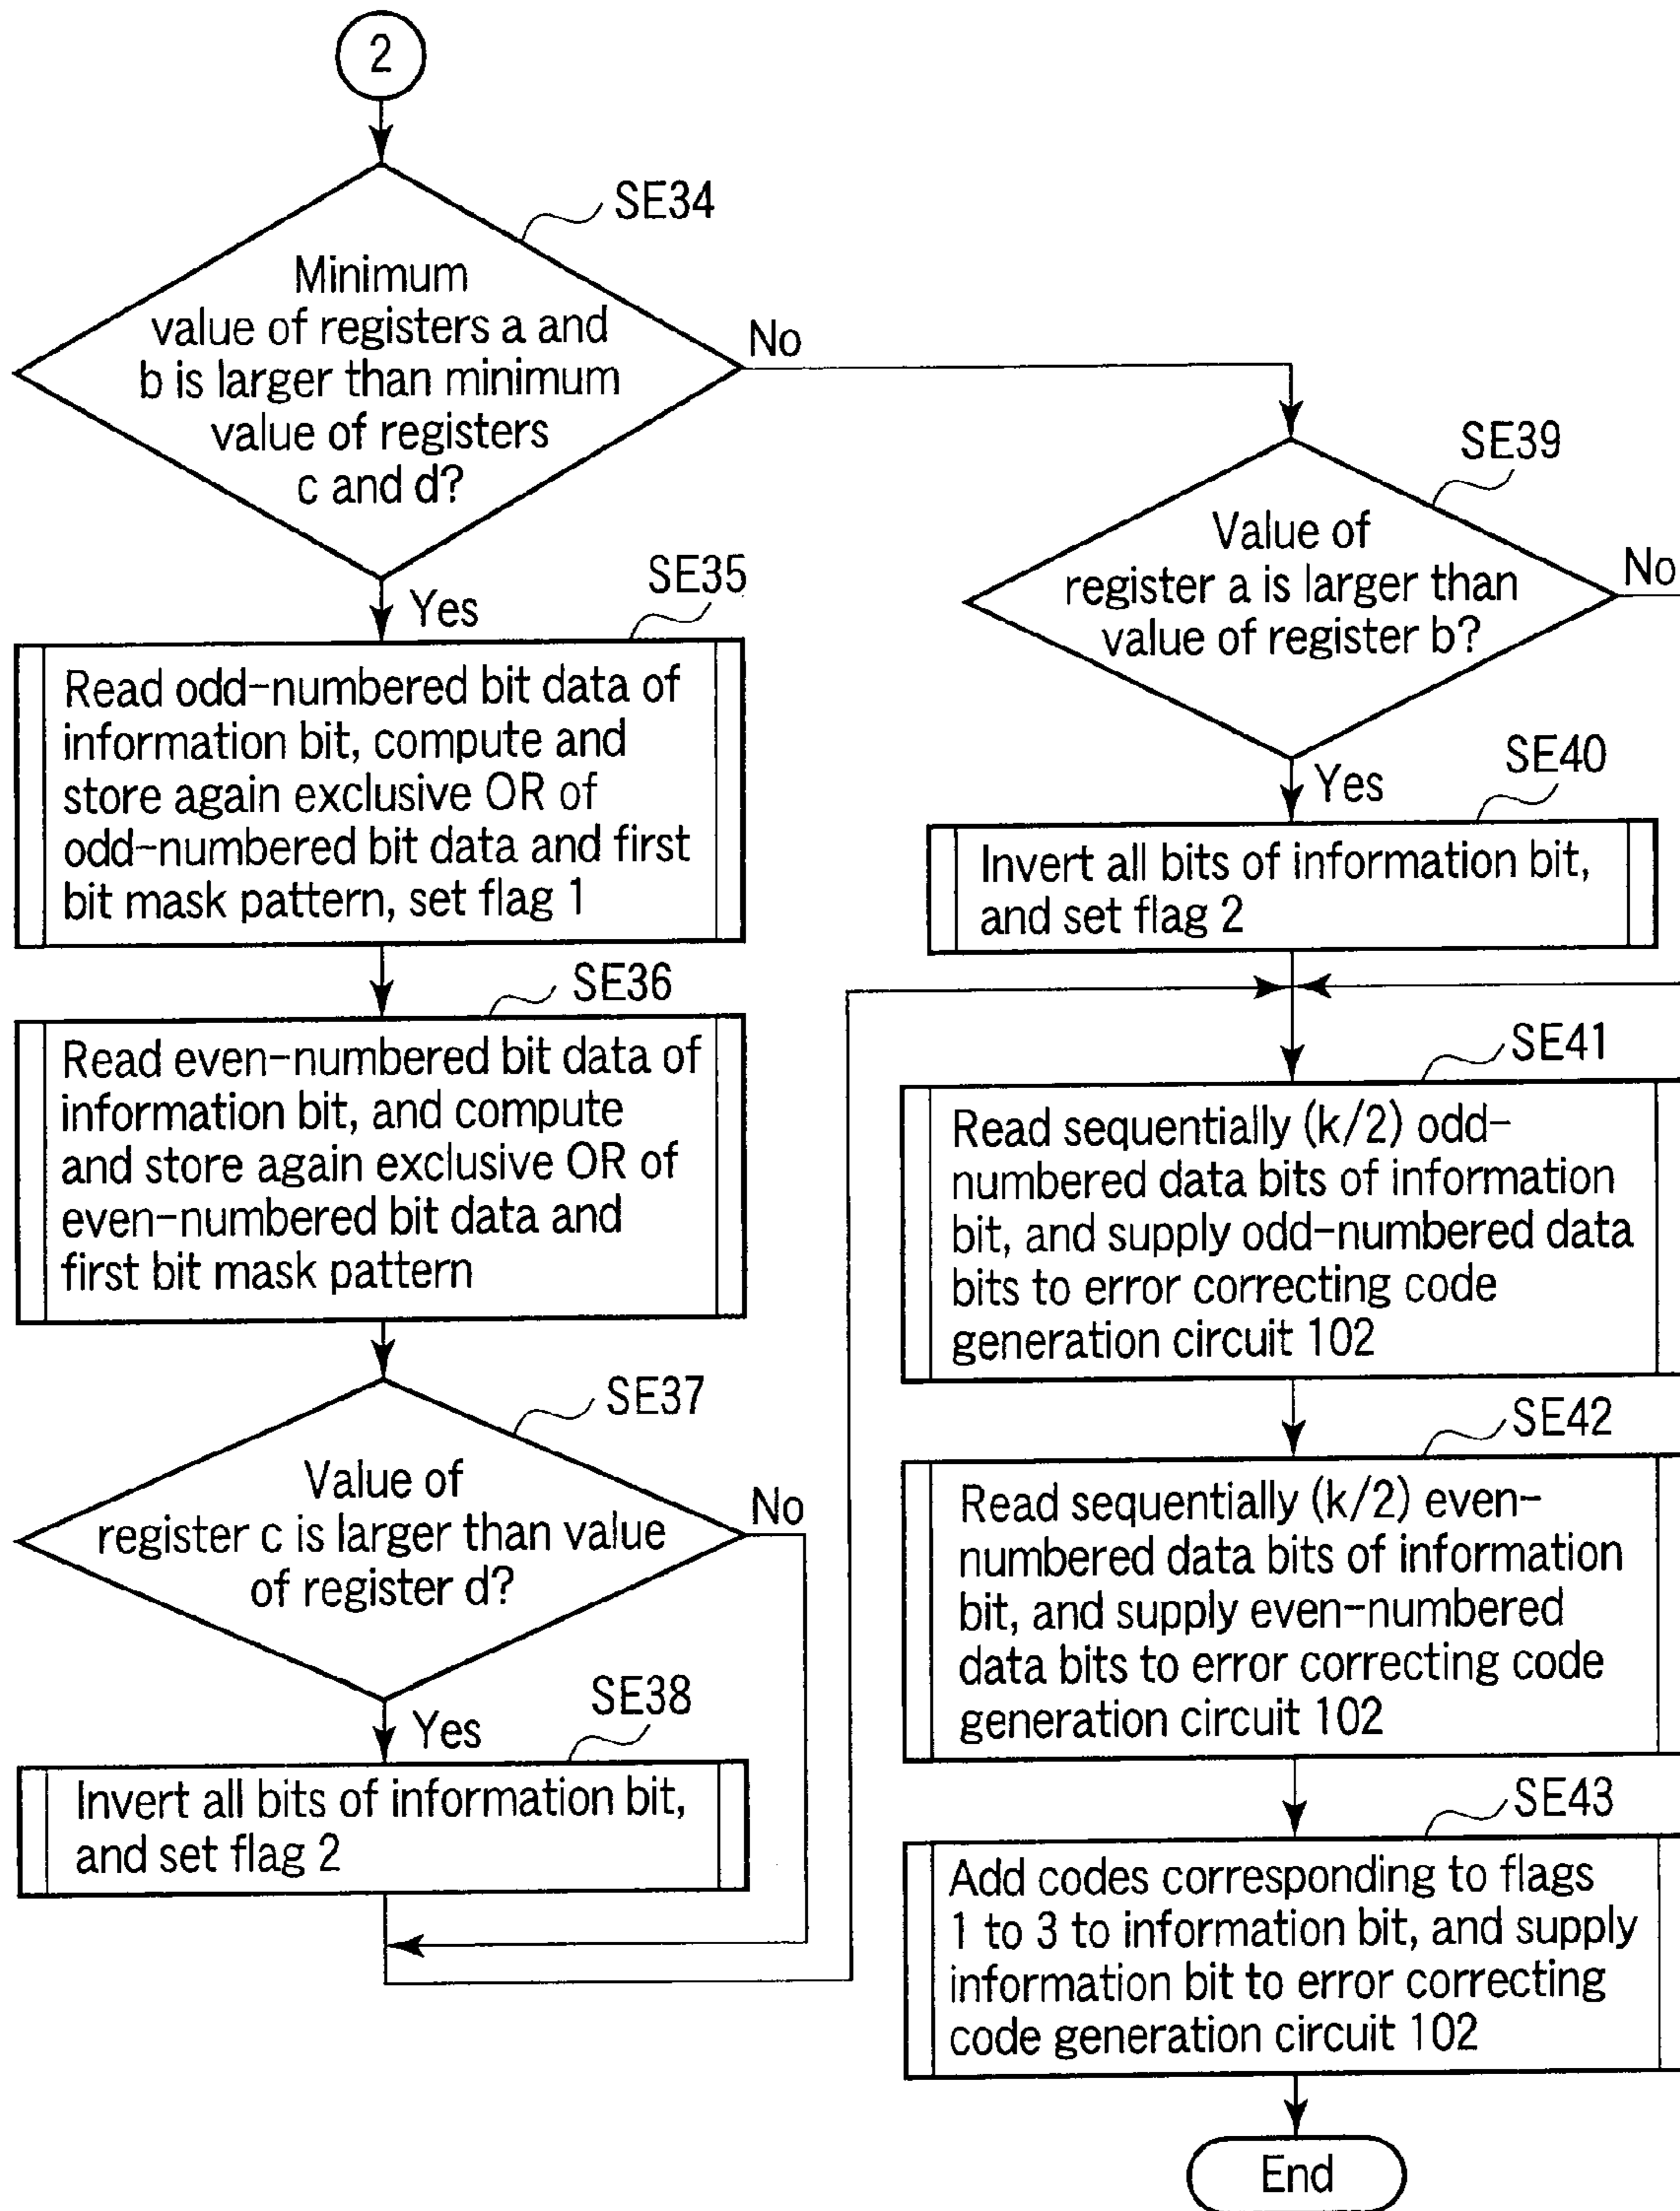 2
SE34
Minimum
value of registers a and
b is larger than minimum
value of registers
c and d?
No
Yes
SE35
Read odd-numbered bit data of
information bit, compute and
store again exclusive OR of
odd-numbered bit data and first
bit mask pattern, set flag 1
SE36
Read even-numbered bit data of
information bit, and compute
and store again exclusive OR of
even-numbered bit data and
first bit mask pattern
SE37
Value of
register c is larger than value
of register d?
No
Yes
SE38
Invert all bits of information bit,
and set flag 2
SE39
Value of
register a is larger than
value of register b?
No
Yes
SE40
Invert all bits of information bit,
and set flag 2
SE41
Read sequentially (k/2) odd-
numbered data bits of information
bit, and supply odd-numbered data
bits to error correcting code
generation circuit 102
SE42
Read sequentially (k/2) even-
numbered data bits of information
bit, and supply even-numbered
data bits to error correcting code
generation circuit 102
SE43
Add codes corresponding to flags
1 to 3 to information bit, and supply
information bit to error correcting
code generation circuit 102
End